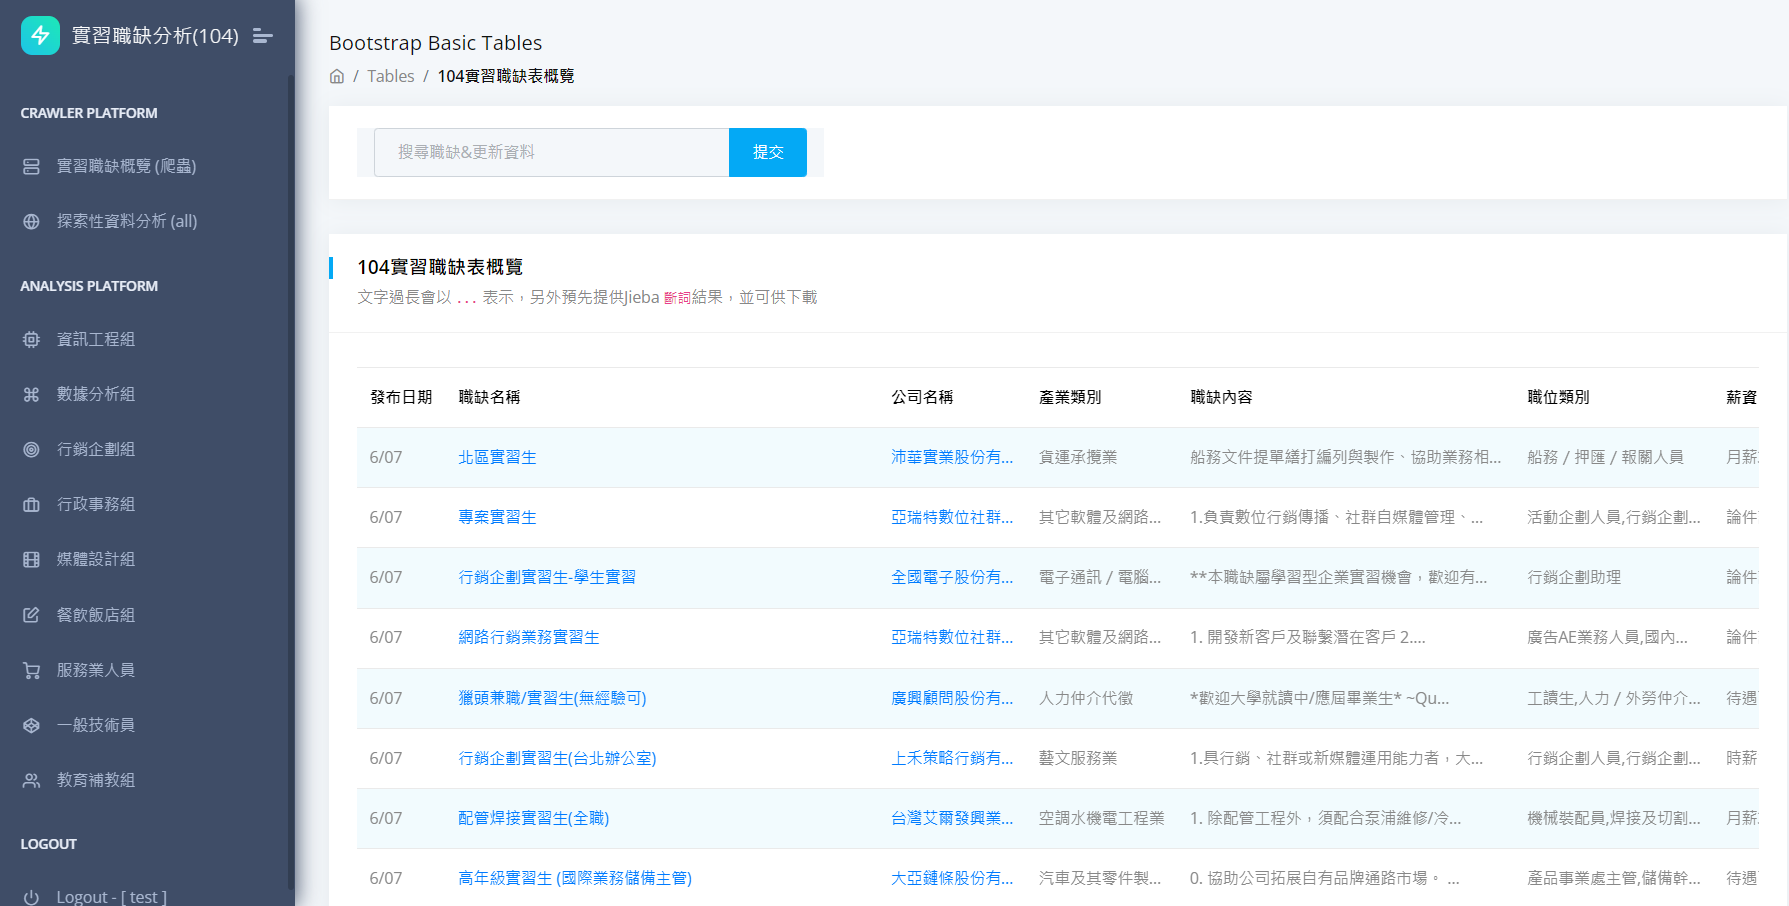 實習職缺分析(104)
CRAWLER PLATFORM
實習職缺概覽 (爬蟲)
探索性資料分析 (all)
ANALYSIS PLATFORM
資訊工程組
數據分析組
行銷企劃組
行政事務組
媒體設計組
餐飲飯店組
服務業人員
一般技術員
教育補教組
LOGOUT
Logout - [ test ]
Bootstrap Basic Tables
/ Tables / 104實習職缺表概覽
搜尋職缺&更新資料 提交
104實習職缺表概覽
文字過長會以 ... 表示，另外預先提供Jieba 斷詞結果，並可供下載
發布日期 職缺名稱 公司名稱 產業類別 職缺內容 職位類別 薪資
6/07 北區實習生 沛華實業股份有... 貨運承攬業 船務文件提單繕打編列與製作、協助業務相... 船務 / 押匯 / 報關人員 月薪
6/07 專案實習生 亞瑞特數位社群... 其它軟體及網路... 1.負責數位行銷傳播、社群自媒體管理、... 活動企劃人員,行銷企劃... 論件
6/07 行銷企劃實習生-學生實習 全國電子股份有... 電子通訊 / 電腦... **本職缺屬學習型企業實習機會，歡迎有... 行銷企劃助理 論件
6/07 網路行銷業務實習生 亞瑞特數位社群... 其它軟體及網路... 1. 開發新客戶及聯繫潛在客戶 2.... 廣告AE業務人員,國內... 論件
6/07 獵頭兼職/實習生(無經驗可) 廣興顧問股份有... 人力仲介代徵 *歡迎大學就讀中/應屆畢業生* ~Qu... 工讀生,人力 / 外勞仲介... 待遇
6/07 行銷企劃實習生(台北辦公室) 上禾策略行銷有... 藝文服務業 1.具行銷、社群或新媒體運用能力者，大... 行銷企劃人員,行銷企劃... 時薪
6/07 配管焊接實習生(全職) 台灣艾爾發興業... 空調水機電工程業 1. 除配管工程外，須配合泵浦維修/冷... 機械裝配員,焊接及切割... 月薪
6/07 高年級實習生 (國際業務儲備主管) 大亞鏈條股份有... 汽車及其零件製... 0. 協助公司拓展自有品牌通路市場。 ... 產品事業處主管,儲備幹... 待遇